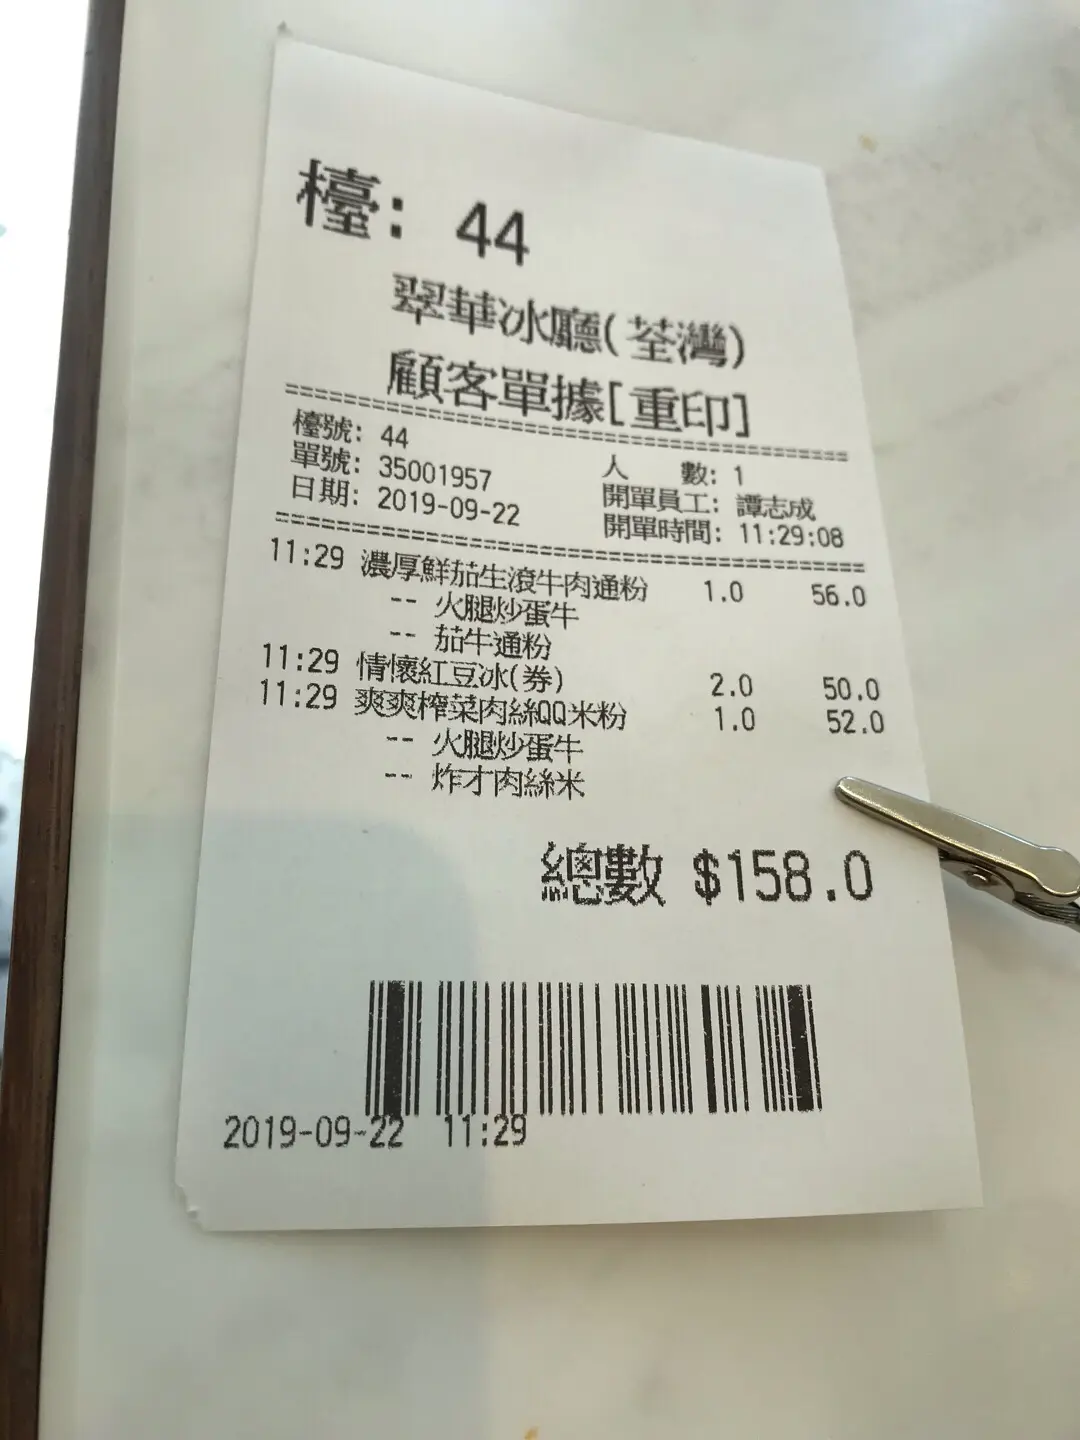 檯: 44
翠華冰廳(荃灣)
顧客單據[重印]
檯號: 44
單號: 35001957 人 數: 1
日期: 2019-09-22 開單員工: 譚志成
開單時間: 11:29:08
11:29 濃厚鮮茄生滾牛肉通粉 1.0 56.0
-- 火腿炒蛋牛
-- 茄牛通粉
11:29 情懷紅豆冰(券) 2.0 50.0
11:29 爽爽榨菜肉絲QQ米粉 1.0 52.0
-- 火腿炒蛋牛
-- 炸才肉絲米
總數 $158.0
2019-09-22 11:29